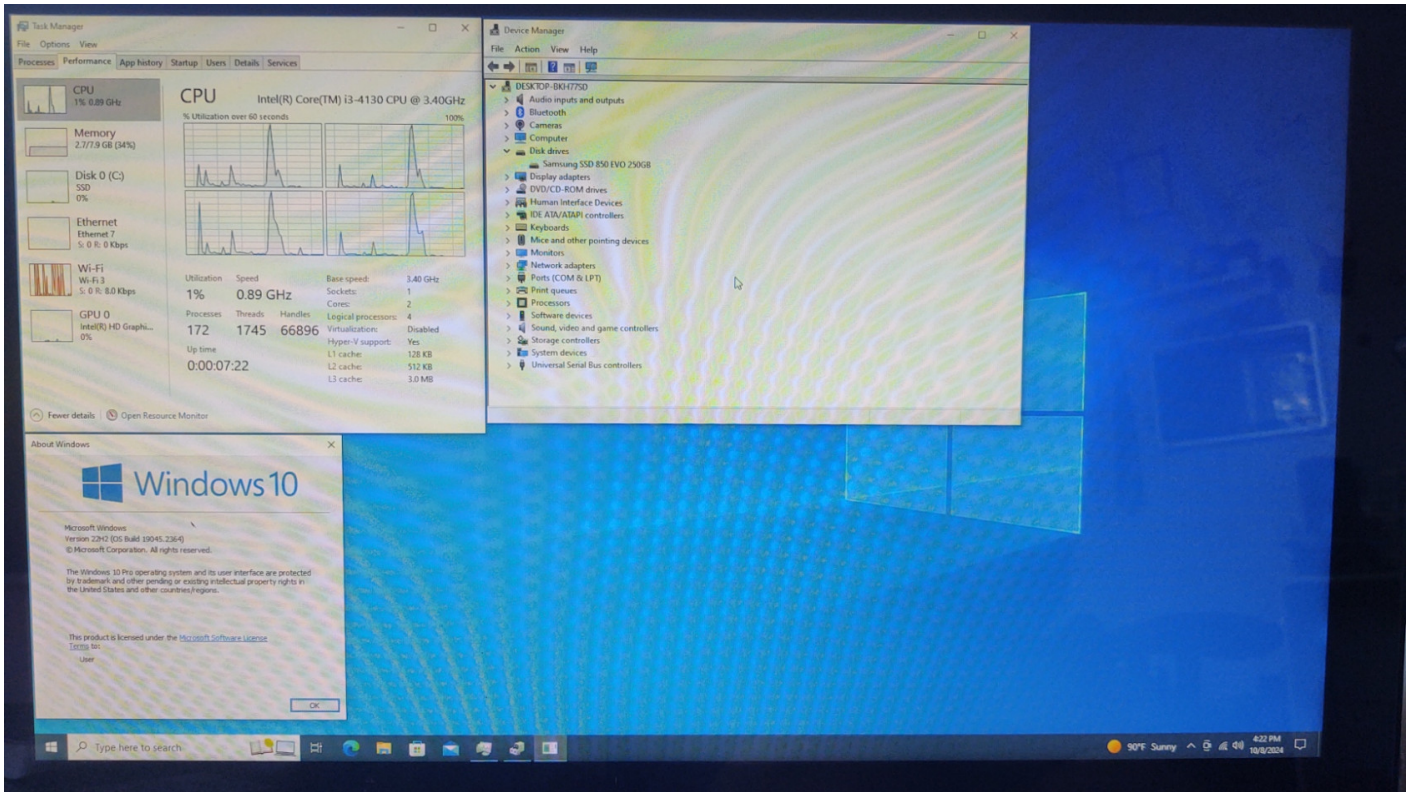 Task Manager
File Options View
Processes Performance App history Startup Users Details Services
CPU
1% 0.89 GHz
Memory
2.7/7.9 GB (34%)
Disk 0 (C:)
SSD
0%
Ethernet
Ethernet 7
S: 0 R: 0 Kbps
Wi-Fi
Wi-Fi 3
S: 0 R: 8.0 Kbps
GPU 0
Intel(R) HD Graphi...
0%
CPU Intel(R) Core(TM) i3-4130 CPU @ 3.40GHz
% Utilization over 60 seconds 100%
Utilization Speed
1% 0.89 GHz
Processes Threads Handles
172 1745 66896
Up time
0:00:07:22
Base speed: 3.40 GHz
Sockets: 1
Cores: 2
Logical processors: 4
Virtualization: Disabled
Hyper-V support: Yes
L1 cache: 128 KB
L2 cache: 512 KB
L3 cache: 3.0 MB
Fewer details Open Resource Monitor
Device Manager
File Action View Help
DESKTOP-BKH775D
Audio inputs and outputs
Bluetooth
Cameras
Computer
Disk drives
Samsung SSD 850 EVO 250GB
Display adapters
DVD/CD-ROM drives
Human Interface Devices
IDE ATA/ATAPI controllers
Keyboards
Mice and other pointing devices
Monitors
Network adapters
Ports (COM & LPT)
Print queues
Processors
Software devices
Sound, video and game controllers
Storage controllers
System devices
Universal Serial Bus controllers
About Windows
Windows 10
Microsoft Windows
Version 22H2 (OS Build 19045.2364)
© Microsoft Corporation. All rights reserved.
The Windows 10 Pro operating system and its user interface are protected
by trademark and other pending or existing intellectual property rights in
the United States and other countries/regions.
This product is licensed under the Microsoft Software License
Terms to:
User
OK
Type here to search
90°F Sunny
4:22 PM
10/8/2024